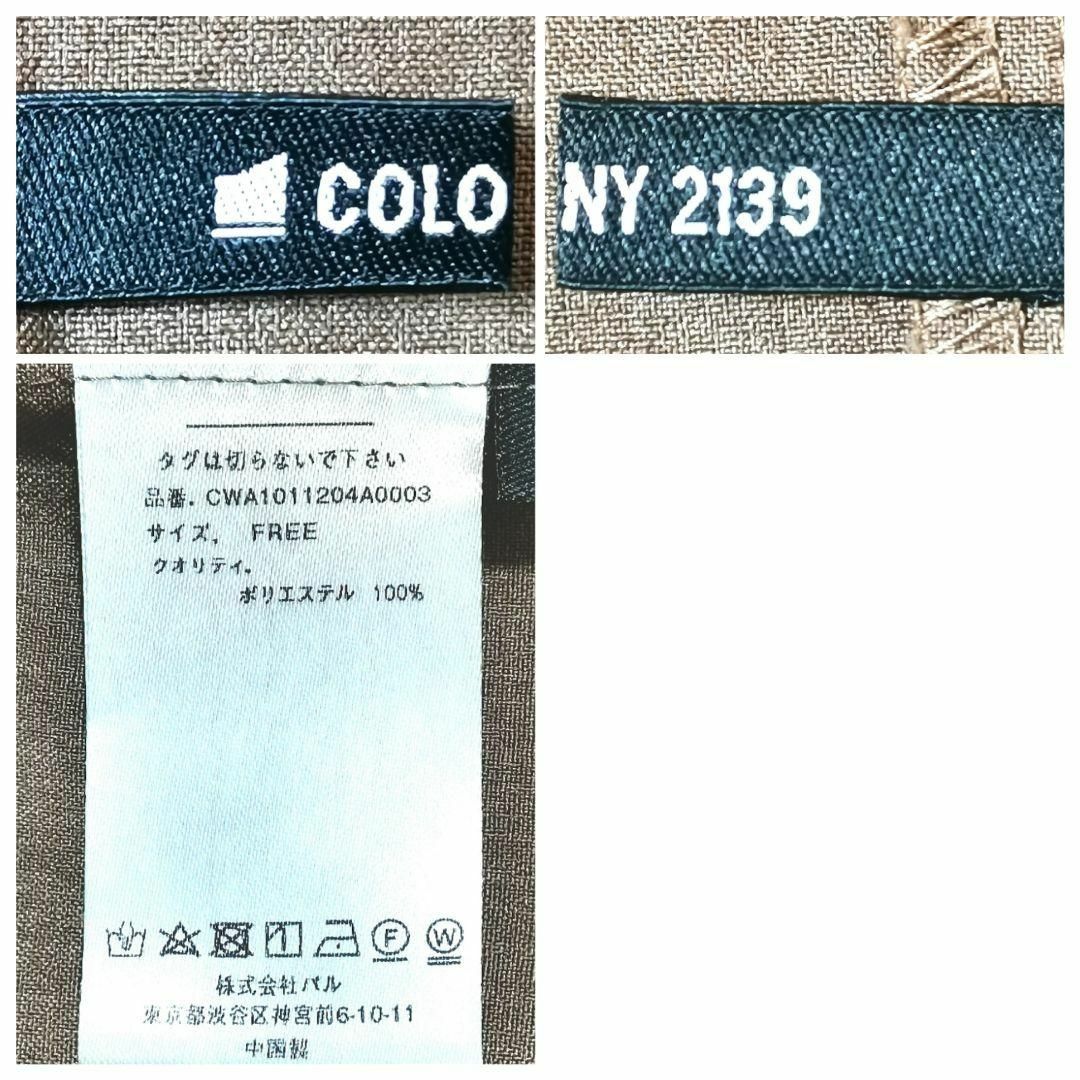 COLO
NY 2139
タグは切らないで下さい
品番. CWA1011204A0003
サイズ. FREE
クオリティ.
ポリエステル 100%
F W
株式会社パル
東京都渋谷区神宮前6-10-11
中国製